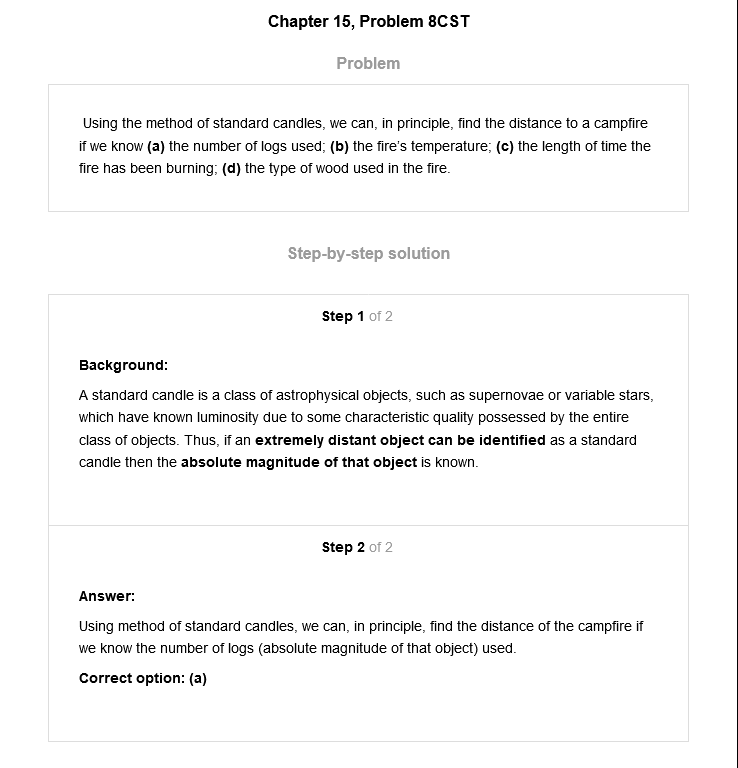 Chapter 15, Problem 8CST
Problem
Using the method of standard candles, we can, in principle, find the distance to a campfire
if we know (a) the number of logs used; (b) the fire's temperature; (c) the length of time the
fire has been burning; (d) the type of wood used in the fire.
Step-by-step solution
Step 1 of 2
Background:
A standard candle is a class of astrophysical objects, such as supernovae or variable stars,
which have known luminosity due to some characteristic quality possessed by the entire
class of objects. Thus, if an extremely distant object can be identified as a standard
candle then the absolute magnitude of that object is known.
Step 2 of 2
Answer:
Using method of standard candles, we can, in principle, find the distance of the campfire if
we know the number of logs (absolute magnitude of that object) used.
Correct option: (a)